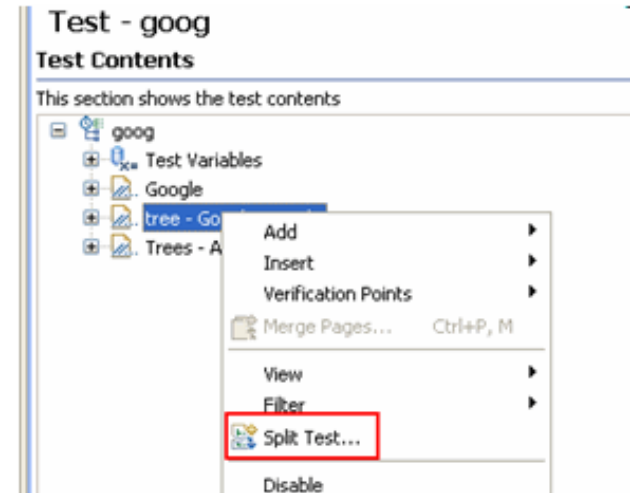 Test - goog
Test Contents
This section shows the test contents
goog
Test Variables
Google
tree - Go
Trees - A
Add
Insert
Verification Points
Merge Pages... Ctrl+P, M
View
Filter
Split Test...
Disable